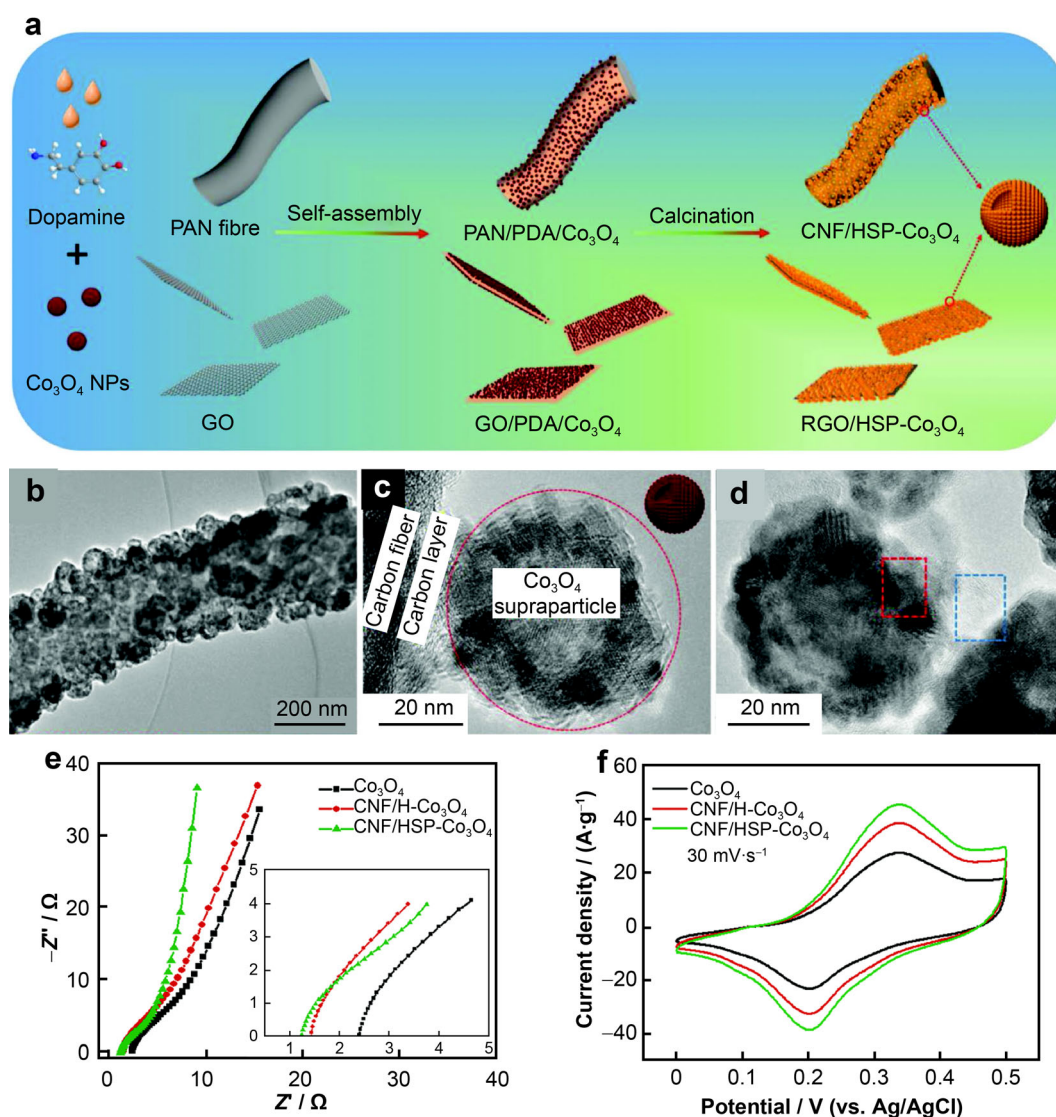 a
Dopamine
+
Co₃O₄ NPs
PAN fibre
Self-assembly
PAN/PDA/Co₃O₄
Calcination
CNF/HSP-Co₃O₄
GO
GO/PDA/Co₃O₄
RGO/HSP-Co₃O₄
b
200 nm
c
Carbon fiber
Carbon layer
Co₃O₄
supraparticle
20 nm
d
20 nm
e
−Z'' / Ω
40
30
20
10
0
Co₃O₄
CNF/H-Co₃O₄
CNF/HSP-Co₃O₄
5
4
3
2
1
0
1 2 3 4 5
0 10 20 30 40
Z' / Ω
f
Current density / (A·g⁻¹)
60
40
20
0
−20
−40
Co₃O₄
CNF/H-Co₃O₄
CNF/HSP-Co₃O₄
30 mV·s⁻¹
0 0.1 0.2 0.3 0.4 0.5
Potential / V (vs. Ag/AgCl)